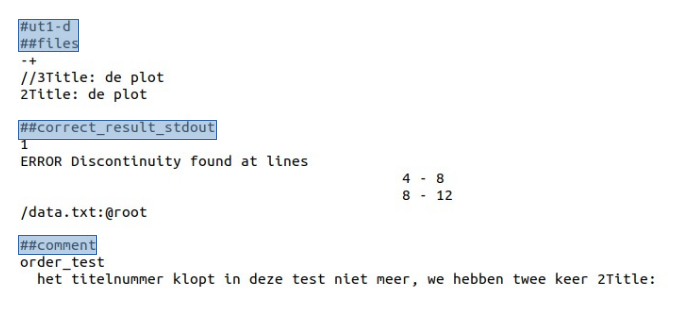 #ut1-d
##files
-+
//3Title: de plot
2Title: de plot
##correct_result_stdout
1
ERROR Discontinuity found at lines
4 - 8
8 - 12
/data.txt:@root
##comment
order_test
het titelnummer klopt in deze test niet meer, we hebben twee keer 2Title: